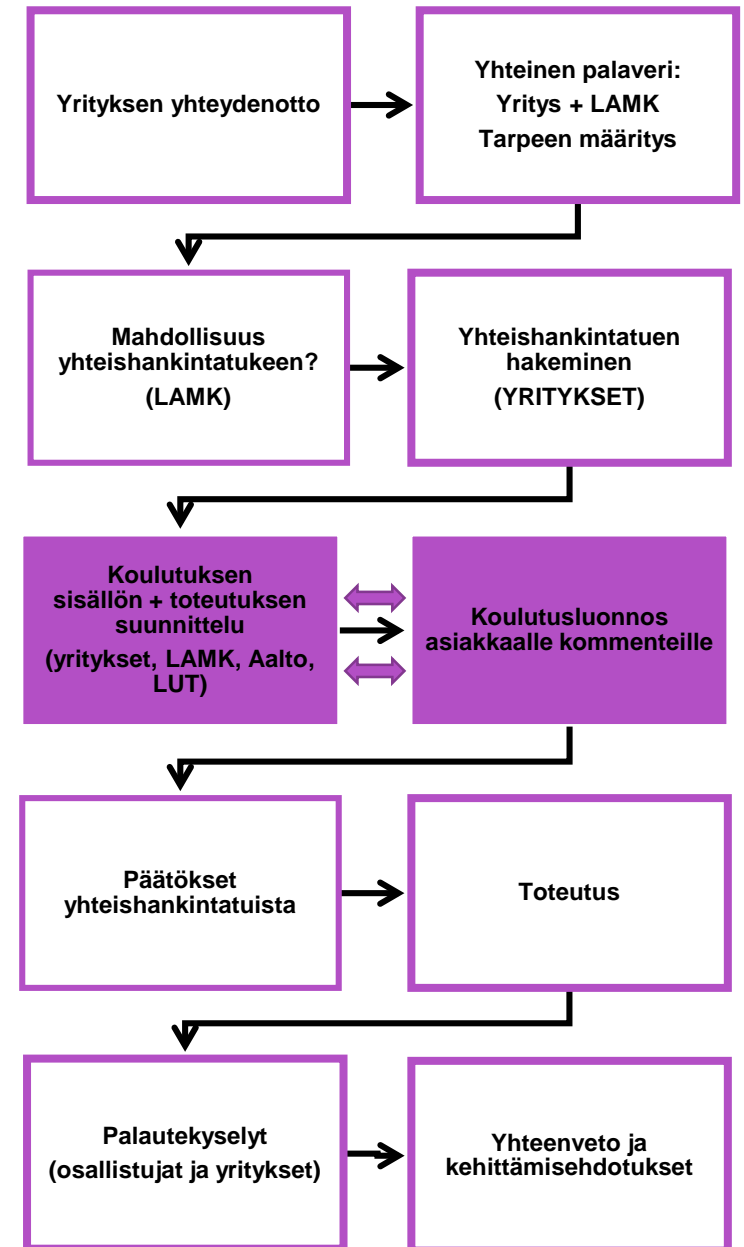 Yrityksen yhteydenotto
Yhteinen palaveri:
Yritys + LAMK
Tarpeen määritys
Mahdollisuus
yhteishankintatukeen?
(LAMK)
Yhteishankintatuen
hakeminen
(YRITYKSET)
Koulutuksen
sisällön + toteutuksen
suunnittelu
(yritykset, LAMK, Aalto,
LUT)
Koulutusluonnos
asiakkaalle kommenteille
Päätökset
yhteishankintatuista
Toteutus
Palautekyselyt
(osallistujat ja yritykset)
Yhteenveto ja
kehittämisehdotukset